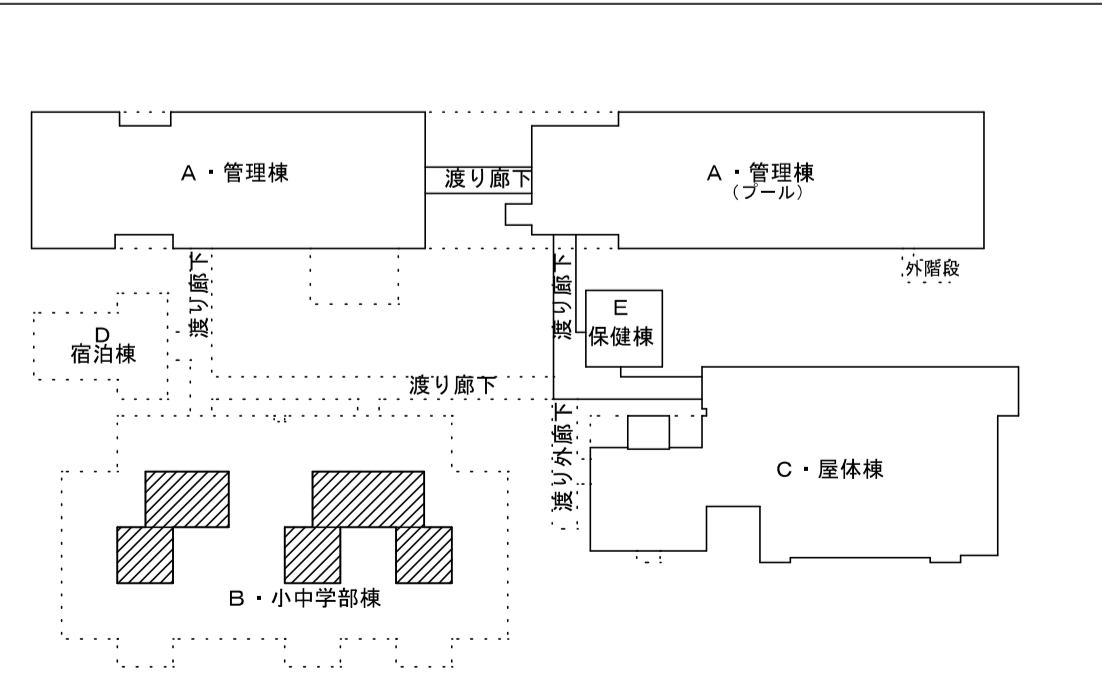 A・管理棟
渡り廊下
A・管理棟
(プール)
外階段
渡り廊下
渡り廊下
E
保健棟
D
宿泊棟
渡り廊下
渡り外廊下
C・屋体棟
B・小中学部棟